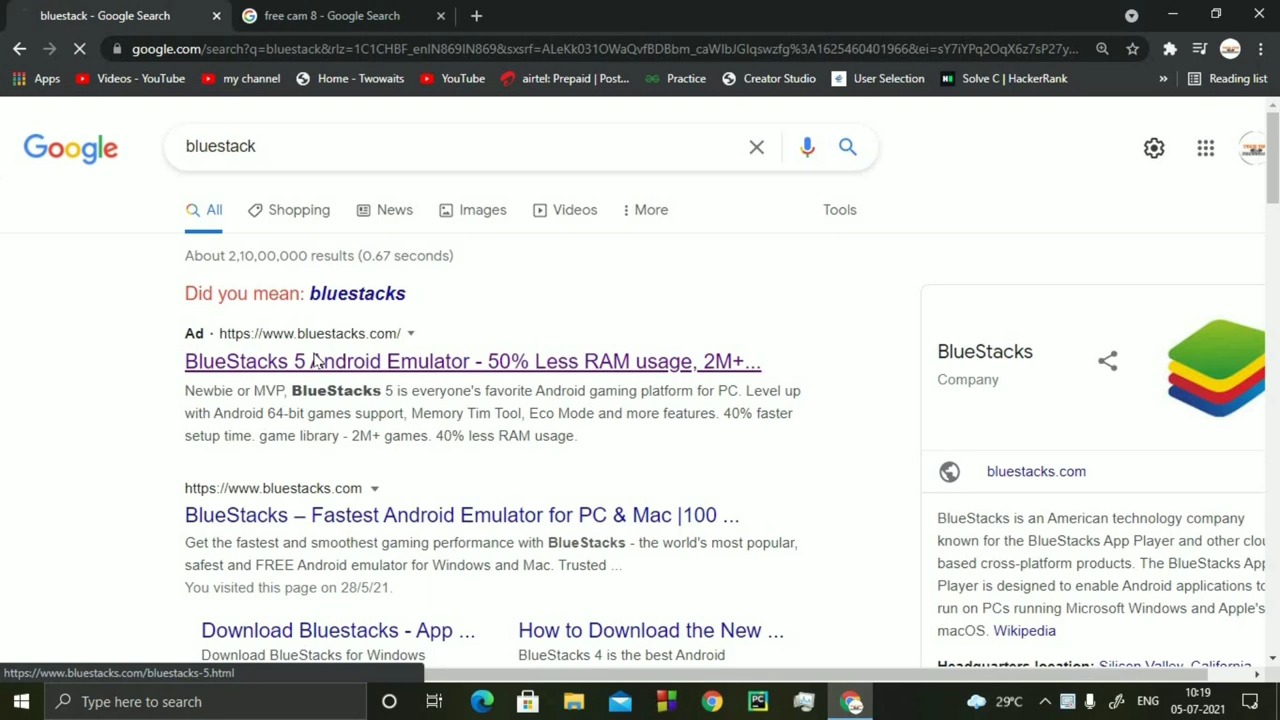 bluestack - Google Search
free cam 8 - Google Search
google.com/search?q=bluestack&rlz=1C1CHBF_enIN869IN869&sxsrf=ALeKk031OWaQvfBDBbm_caWIbJGIqswzfg%3A1625460401966&ei=sY7iYPq2OqX6z7sP27y...
Apps
Videos - YouTube
my channel
Home - Twowaits
YouTube
airtel: Prepaid | Post...
Practice
Creator Studio
User Selection
Solve C | HackerRank
»
Reading list
Google
bluestack
All
Shopping
News
Images
Videos
More
Tools
About 2,10,00,000 results (0.67 seconds)
Did you mean: bluestacks
Ad · https://www.bluestacks.com/
BlueStacks 5 Android Emulator - 50% Less RAM usage, 2M+...
Newbie or MVP, BlueStacks 5 is everyone's favorite Android gaming platform for PC. Level up
with Android 64-bit games support, Memory Tim Tool, Eco Mode and more features. 40% faster
setup time. game library - 2M+ games. 40% less RAM usage.
https://www.bluestacks.com
BlueStacks – Fastest Android Emulator for PC & Mac |100 ...
Get the fastest and smoothest gaming performance with BlueStacks - the world's most popular,
safest and FREE Android emulator for Windows and Mac. Trusted ...
You visited this page on 28/5/21.
Download Bluestacks - App ...
Download BlueStacks for Windows
How to Download the New ...
BlueStacks 4 is the best Android
BlueStacks
Company
bluestacks.com
BlueStacks is an American technology company
known for the BlueStacks App Player and other clou
based cross-platform products. The BlueStacks App
Player is designed to enable Android applications to
run on PCs running Microsoft Windows and Apple's
macOS. Wikipedia
Headquarters location: Silicon Valley, California
https://www.bluestacks.com/bluestacks-5.html
Type here to search
29°C
ENG
10:19
05-07-2021